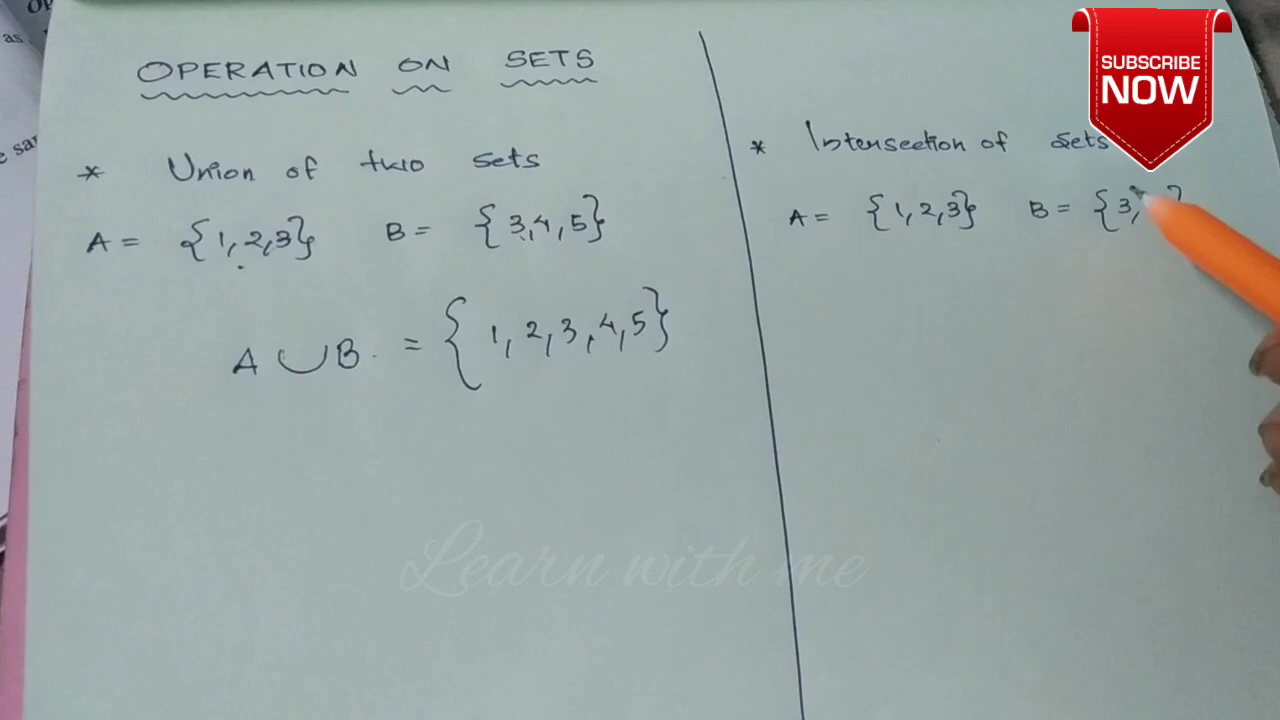 OPERATION ON SETS
* Union of two sets
A = {1,2,3} B = {3,4,5}
A ∪ B = {1,2,3,4,5}
* Intersection of Sets
A = {1,2,3} B = {3, }
SUBSCRIBE
NOW
Learn with me
as